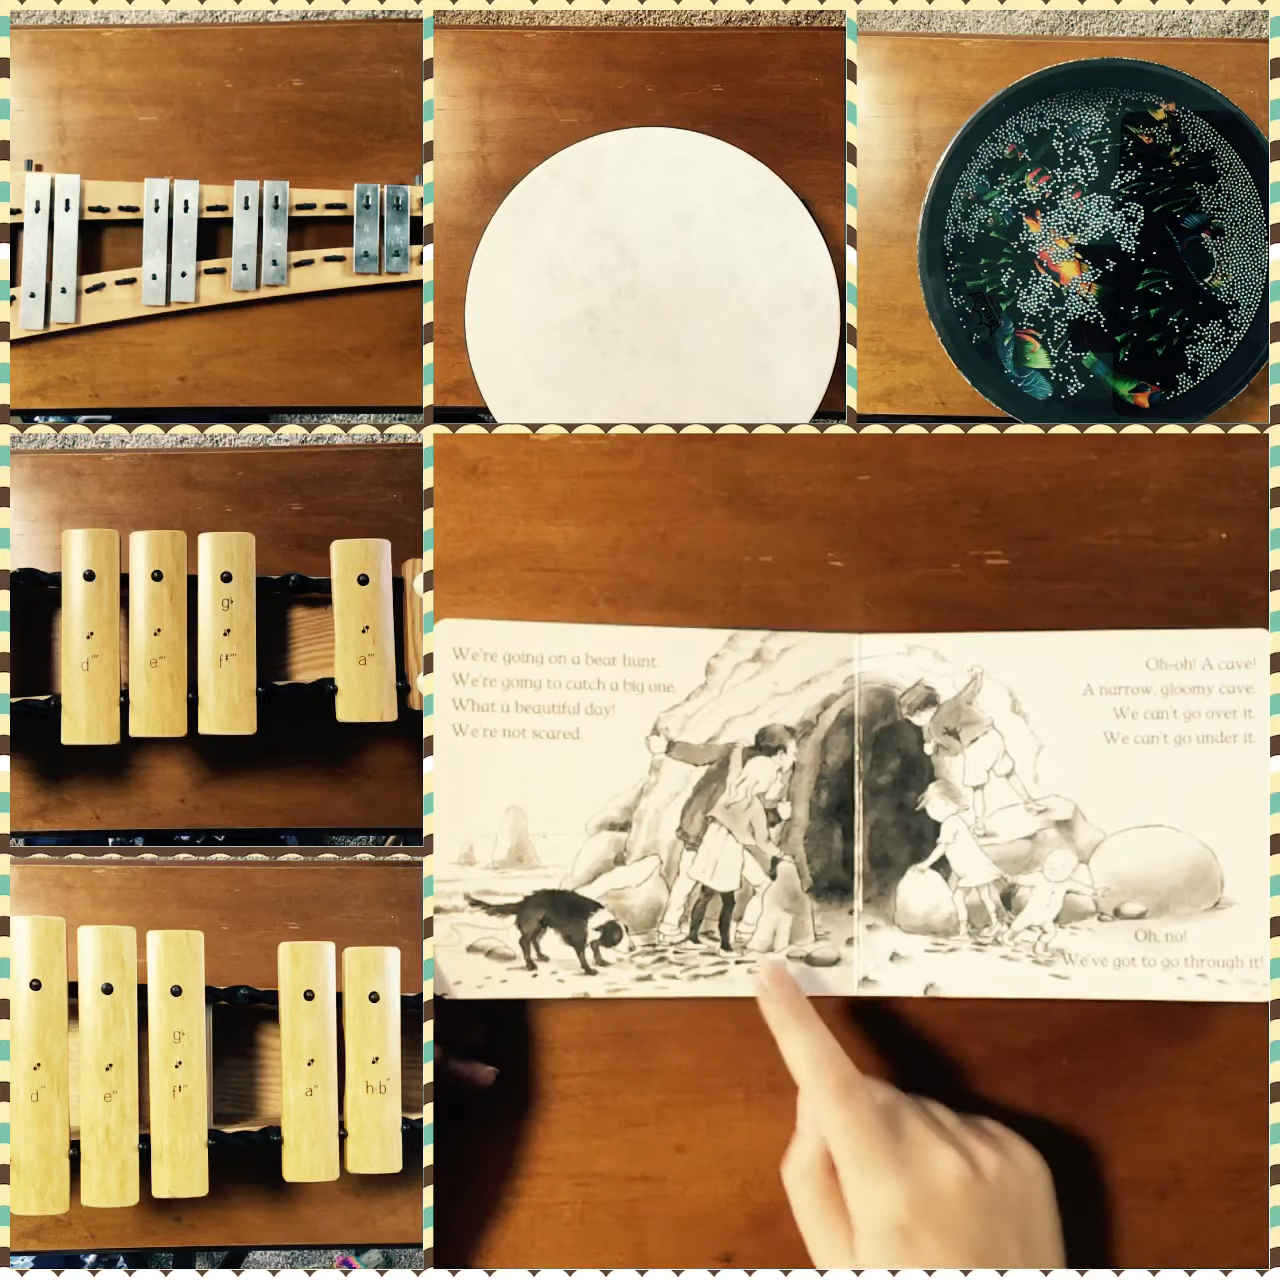 d'''
e'''
g♭
f♯'''
a'''
d''
e''
g♭
f♯''
a''
h·b''
We're going on a bear hunt.
We're going to catch a big one.
What a beautiful day!
We're not scared.
Oh-oh! A cave!
A narrow, gloomy cave.
We can't go over it.
We can't go under it.
Oh, no!
We've got to go through it!